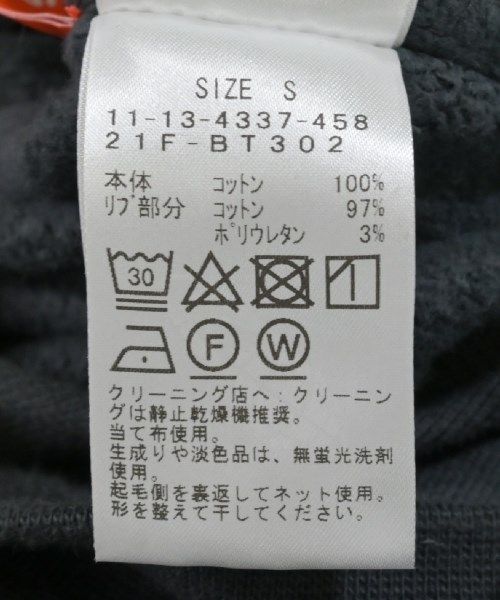 SIZE S
11-13-4337-458
21F-BT302
本体 コットン 100%
リブ部分 コットン 97%
ポリウレタン 3%
30
F W
クリーニング店へ:クリーニン
グは静止乾燥機推奨。
当て布使用。
生成りや淡色品は、無蛍光洗剤
使用。
起毛側を裏返してネット使用。
形を整えて干してください。